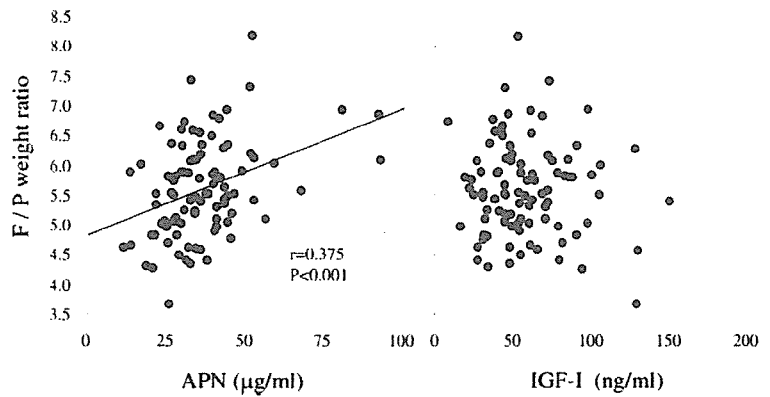 8.5
8.0
7.5
7.0
6.5
6.0
5.5
5.0
4.5
4.0
3.5
F / P weight ratio
r=0.375
P<0.001
0 25 50 75 100
0 50 100 150 200
APN (μg/ml)
IGF-I (ng/ml)